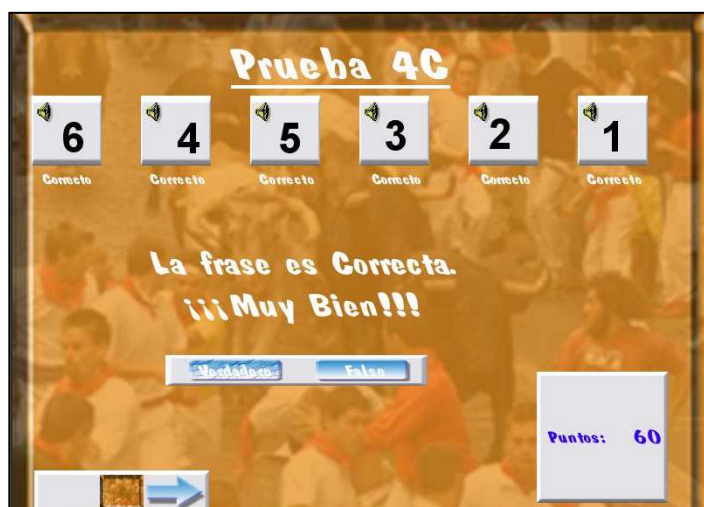 Prueba 4C
6 4 5 3 2 1
Correcto Correcto Correcto Correcto Correcto Correcto
La frase es Correcta.
¡¡¡Muy Bien!!!
Verdadero Falso
Puntos: 60